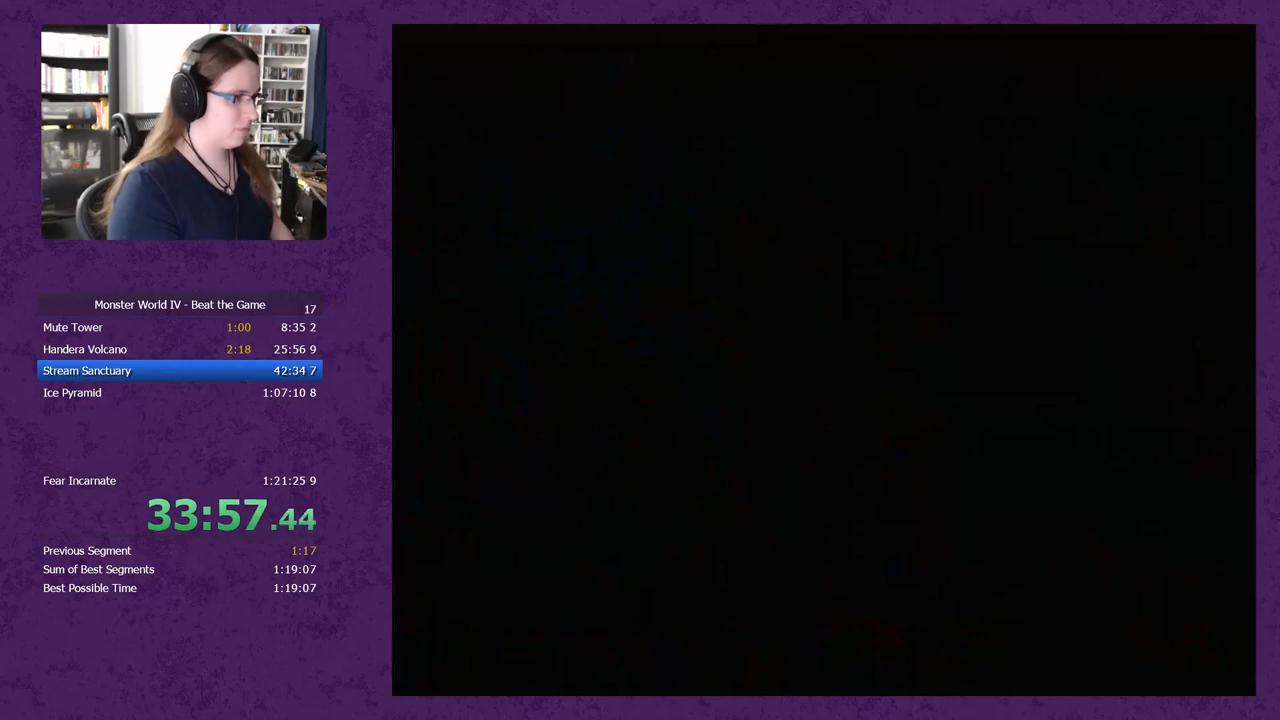 Monster World IV - Beat the Game
17
Mute Tower 1:00 8:35 2
Handera Volcano 2:18 25:56 9
Stream Sanctuary 42:34 7
Ice Pyramid 1:07:10 8
Fear Incarnate 1:21:25 9
33:57.44
Previous Segment 1:17
Sum of Best Segments 1:19:07
Best Possible Time 1:19:07